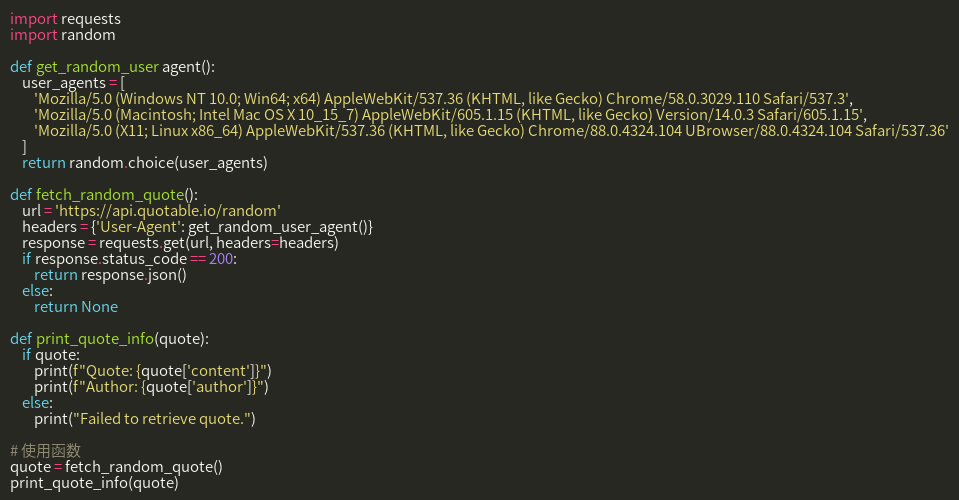 import requests
import random

def get_random_user agent():
    user_agents = [
        'Mozilla/5.0 (Windows NT 10.0; Win64; x64) AppleWebKit/537.36 (KHTML, like Gecko) Chrome/58.0.3029.110 Safari/537.3',
        'Mozilla/5.0 (Macintosh; Intel Mac OS X 10_15_7) AppleWebKit/605.1.15 (KHTML, like Gecko) Version/14.0.3 Safari/605.1.15',
        'Mozilla/5.0 (X11; Linux x86_64) AppleWebKit/537.36 (KHTML, like Gecko) Chrome/88.0.4324.104 UBrowser/88.0.4324.104 Safari/537.36'
    ]
    return random.choice(user_agents)

def fetch_random_quote():
    url = 'https://api.quotable.io/random'
    headers = {'User-Agent': get_random_user_agent()}
    response = requests.get(url, headers=headers)
    if response.status_code == 200:
        return response.json()
    else:
        return None

def print_quote_info(quote):
    if quote:
        print(f"Quote: {quote['content']}")
        print(f"Author: {quote['author']}")
    else:
        print("Failed to retrieve quote.")

# 使用函数
quote = fetch_random_quote()
print_quote_info(quote)